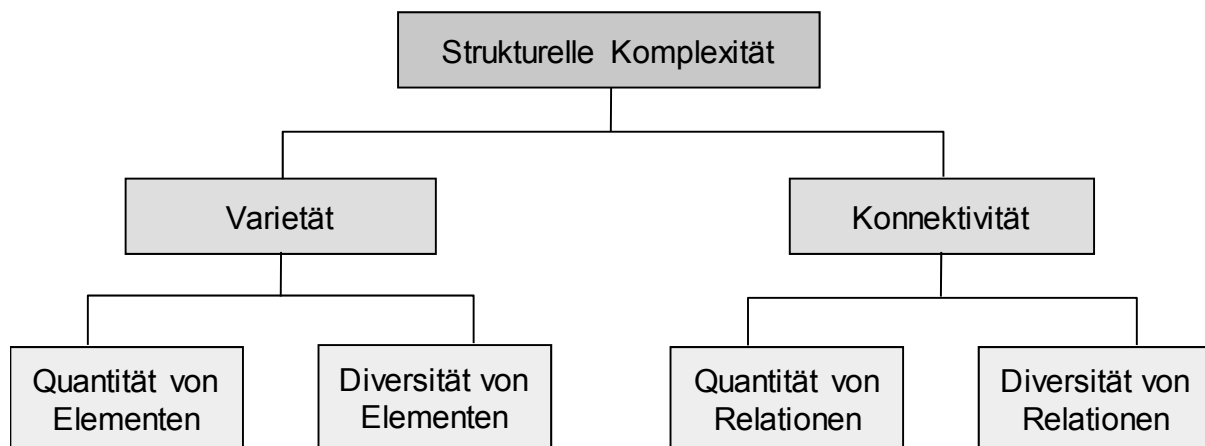 Strukturelle Komplexität
Varietät
Konnektivität
Quantität von
Elementen
Diversität von
Elementen
Quantität von
Relationen
Diversität von
Relationen